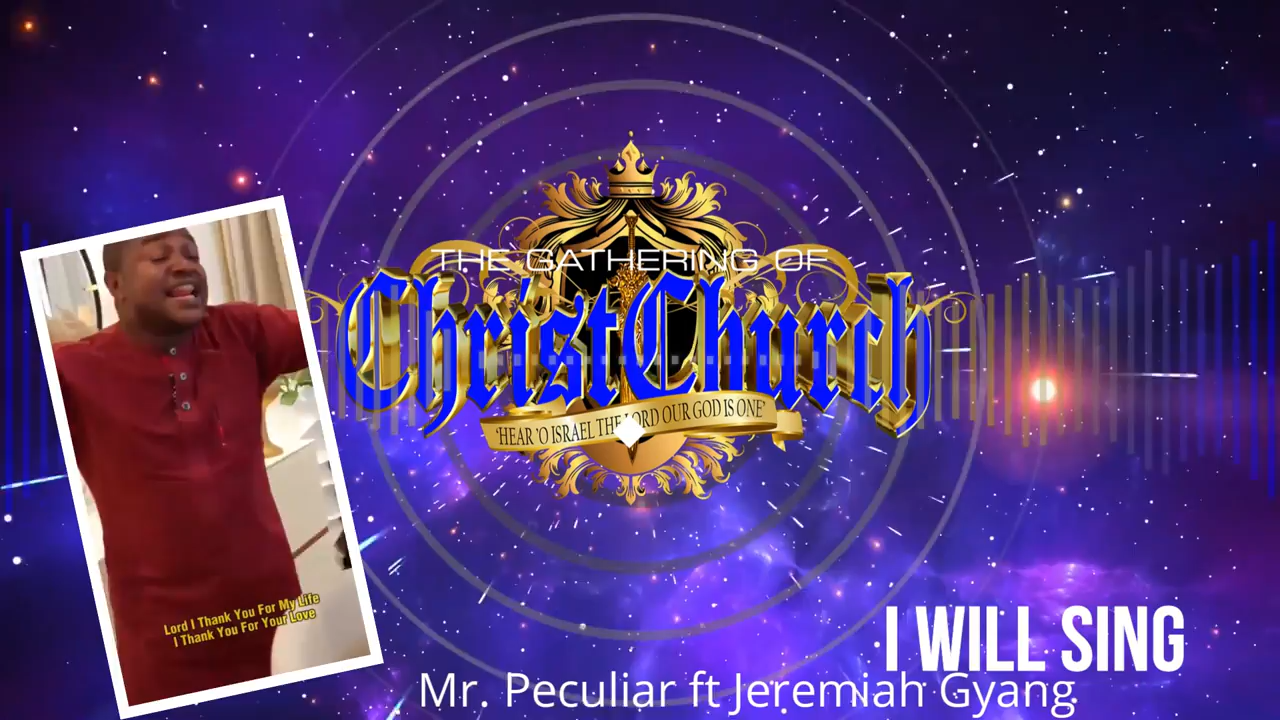 THE GATHERING OF
ChristChurch
'HEAR 'O ISRAEL THE LORD OUR GOD IS ONE'
Lord I Thank You For My Life
I Thank You For Your Love
I WILL SING
Mr. Peculiar ft Jeremiah Gyang